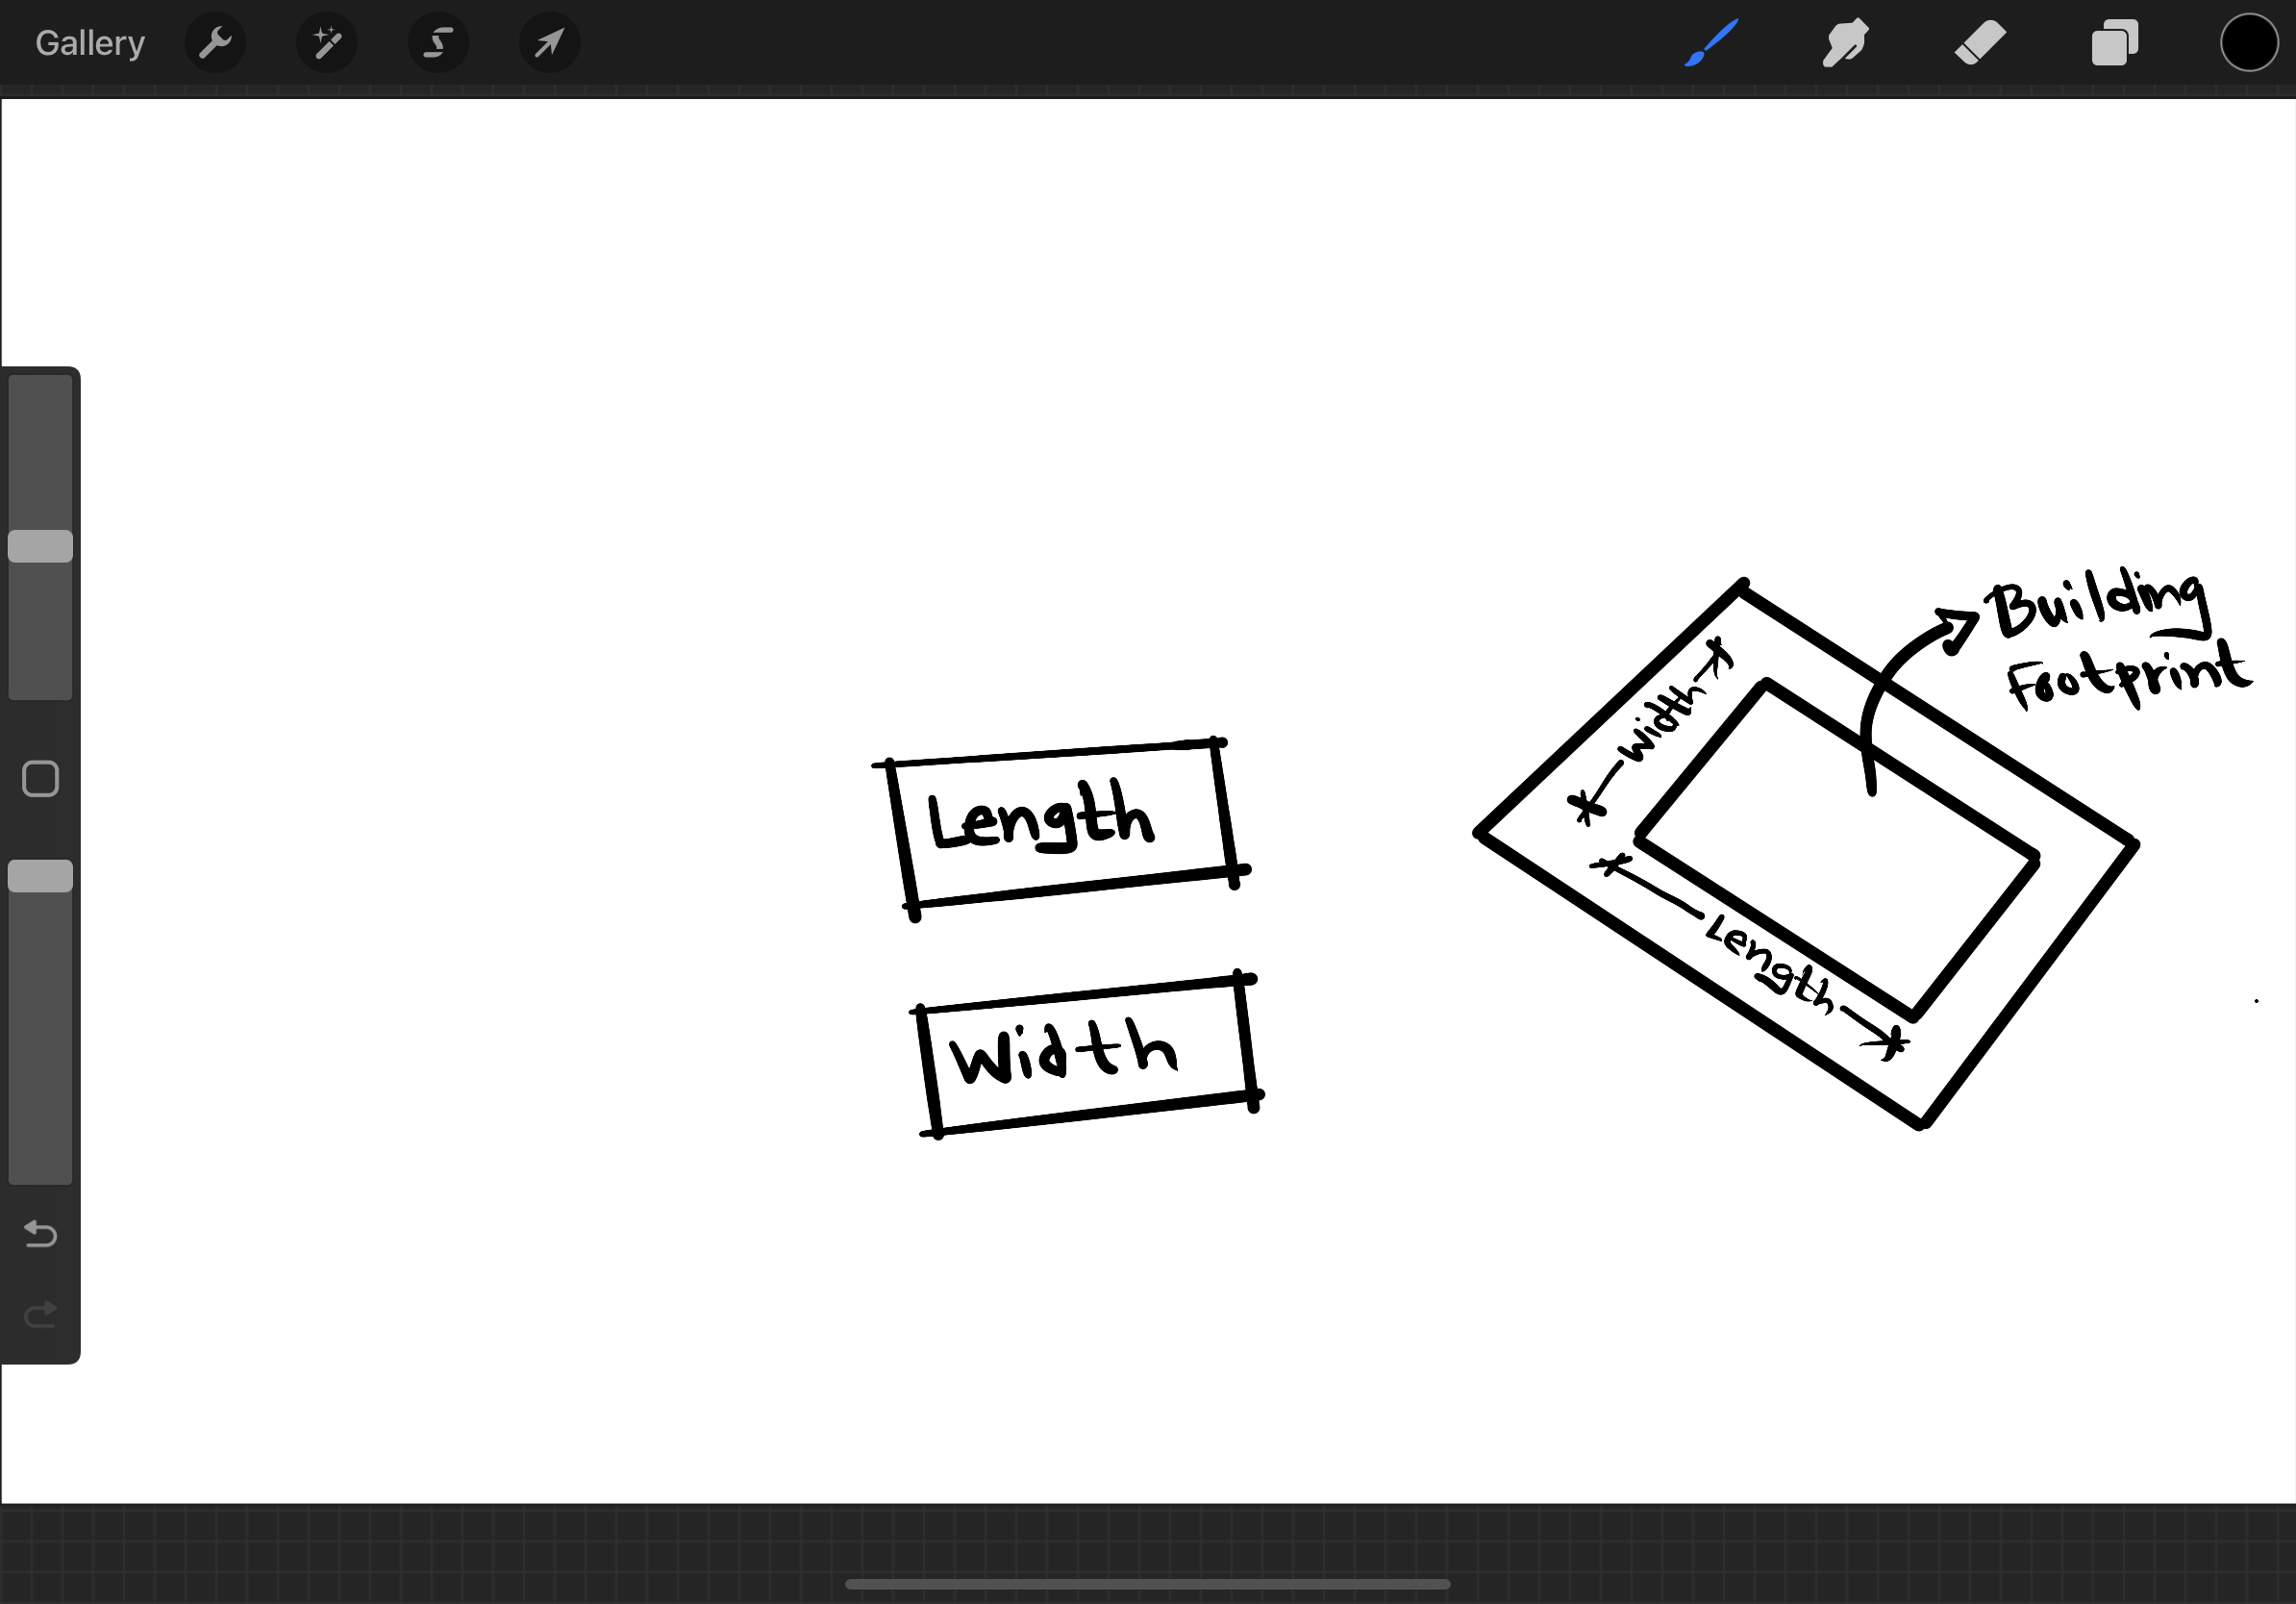 Gallery
Building
Footprint
Width
Length
Length
Width